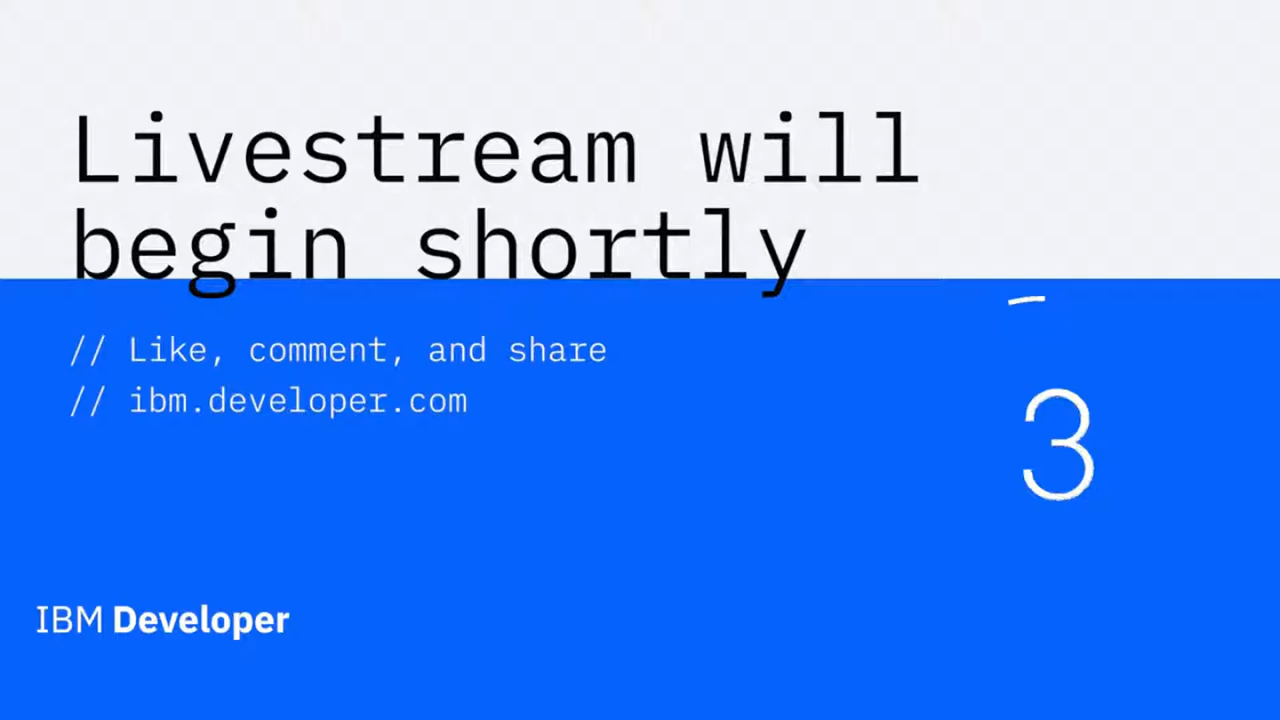 Livestream will
begin shortly
// Like, comment, and share
// ibm.developer.com
3
IBM Developer